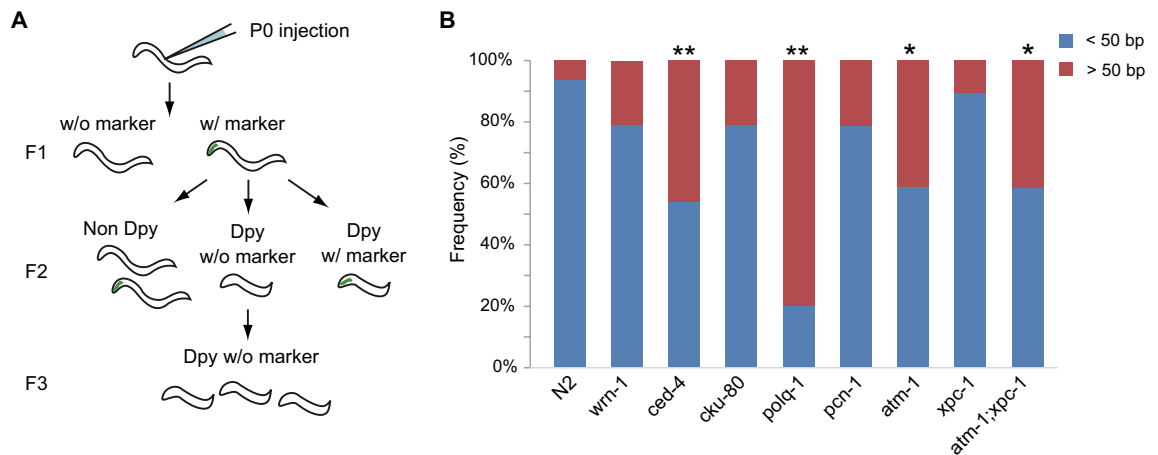 A
P0 injection
w/o marker
w/ marker
F1
Non Dpy
Dpy
w/o marker
Dpy
w/ marker
F2
Dpy w/o marker
F3
B
< 50 bp
> 50 bp
** ** * *
100%
80%
60%
40%
20%
0%
Frequency (%)
N2
wrn-1
ced-4
cku-80
polq-1
pcn-1
atm-1
xpc-1
atm-1;xpc-1